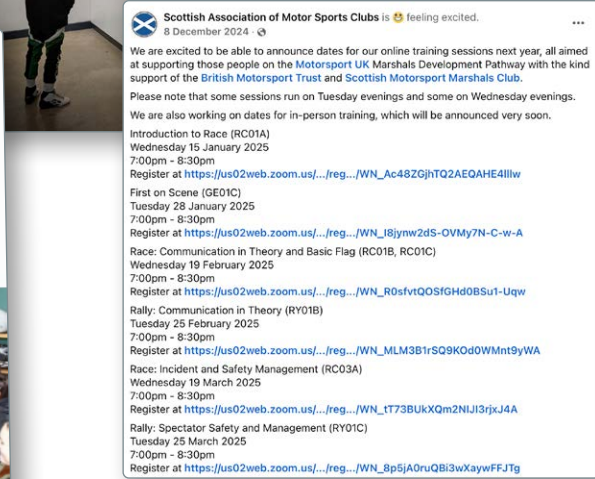 Scottish Association of Motor Sports Clubs is 😁 feeling excited.
8 December 2024 ·
We are excited to be able to announce dates for our online training sessions next year, all aimed
at supporting those people on the Motorsport UK Marshals Development Pathway with the kind
support of the British Motorsport Trust and Scottish Motorsport Marshals Club.
Please note that some sessions run on Tuesday evenings and some on Wednesday evenings.
We are also working on dates for in-person training, which will be announced very soon.
Introduction to Race (RC01A)
Wednesday 15 January 2025
7:00pm - 8:30pm
Register at https://us02web.zoom.us/.../reg.../WN_Ac48ZGjhTQ2AEQAHE4lllw
First on Scene (GE01C)
Tuesday 28 January 2025
7:00pm - 8:30pm
Register at https://us02web.zoom.us/.../reg.../WN_I8jynw2dS-OVMy7N-C-w-A
Race: Communication in Theory and Basic Flag (RC01B, RC01C)
Wednesday 19 February 2025
7:00pm - 8:30pm
Register at https://us02web.zoom.us/.../reg.../WN_R0sfvtQOSfGHd0BSu1-Uqw
Rally: Communication in Theory (RY01B)
Tuesday 25 February 2025
7:00pm - 8:30pm
Register at https://us02web.zoom.us/.../reg.../WN_MLM3B1rSQ9KOd0WMnt9yWA
Race: Incident and Safety Management (RC03A)
Wednesday 19 March 2025
7:00pm - 8:30pm
Register at https://us02web.zoom.us/.../reg.../WN_tT73BUkXQm2NIJI3rjxJ4A
Rally: Spectator Safety and Management (RY01C)
Tuesday 25 March 2025
7:00pm - 8:30pm
Register at https://us02web.zoom.us/.../reg.../WN_8p5jA0ruQBi3wXaywFFJTg